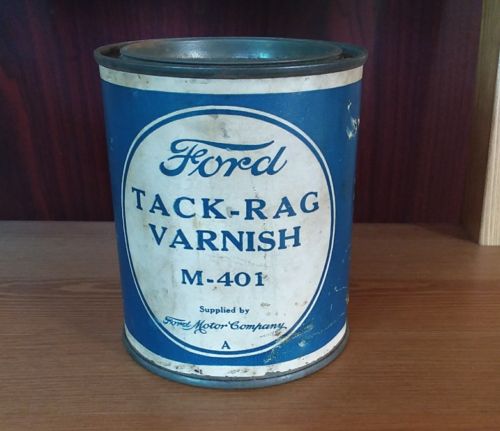 Ford
TACK-RAG
VARNISH
M-401
Supplied by
Ford Motor Company
A